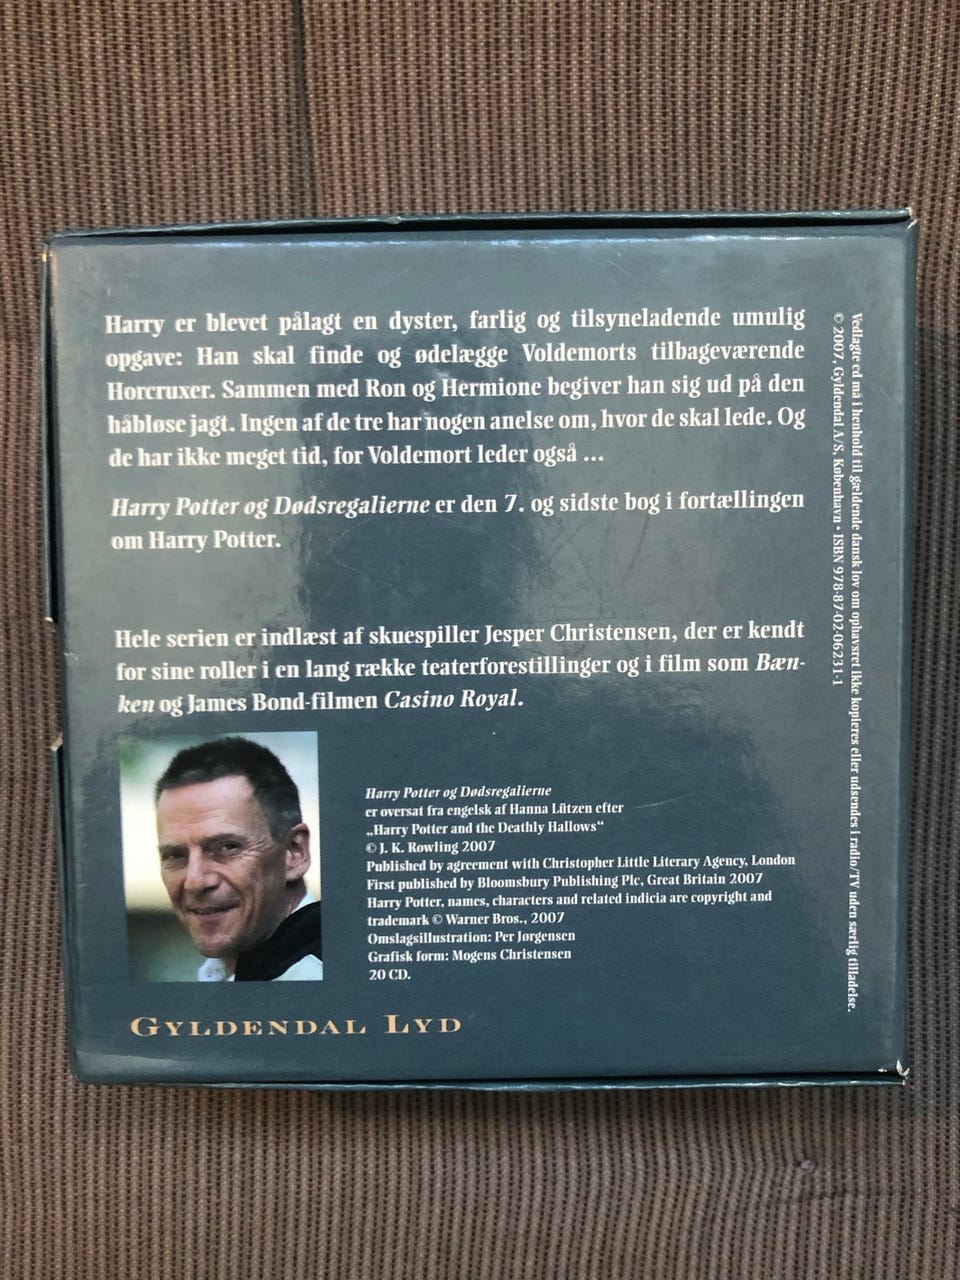 Harry er blevet pålagt en dyster, farlig og tilsyneladende umulig
opgave: Han skal finde og ødelægge Voldemorts tilbageværende
Horcruxer. Sammen med Ron og Hermione begiver han sig ud på den
håbløse jagt. Ingen af de tre har nogen anelse om, hvor de skal lede. Og
de har ikke meget tid, for Voldemort leder også ...
Harry Potter og Dødsregalierne er den 7. og sidste bog i fortællingen
om Harry Potter.
Hele serien er indlæst af skuespiller Jesper Christensen, der er kendt
for sine roller i en lang række teaterforestillinger og i film som Bæn-
ken og James Bond-filmen Casino Royal.
Harry Potter og Dødsregalierne
er oversat fra engelsk af Hanna Lützen efter
„Harry Potter and the Deathly Hallows“
© J. K. Rowling 2007
Published by agreement with Christopher Little Literary Agency, London
First published by Bloomsbury Publishing Plc, Great Britain 2007
Harry Potter, names, characters and related indicia are copyright and
trademark © Warner Bros., 2007
Omslagsillustration: Per Jørgensen
Grafisk form: Mogens Christensen
20 CD.
GYLDENDAL LYD
Vedlagte cd må i henhold til gældende dansk lov om ophavsret ikke kopieres eller udsendes i radio/TV uden særlig tilladelse.
© 2007, Gyldendal A/S, København • ISBN 978-87-02-06231-1